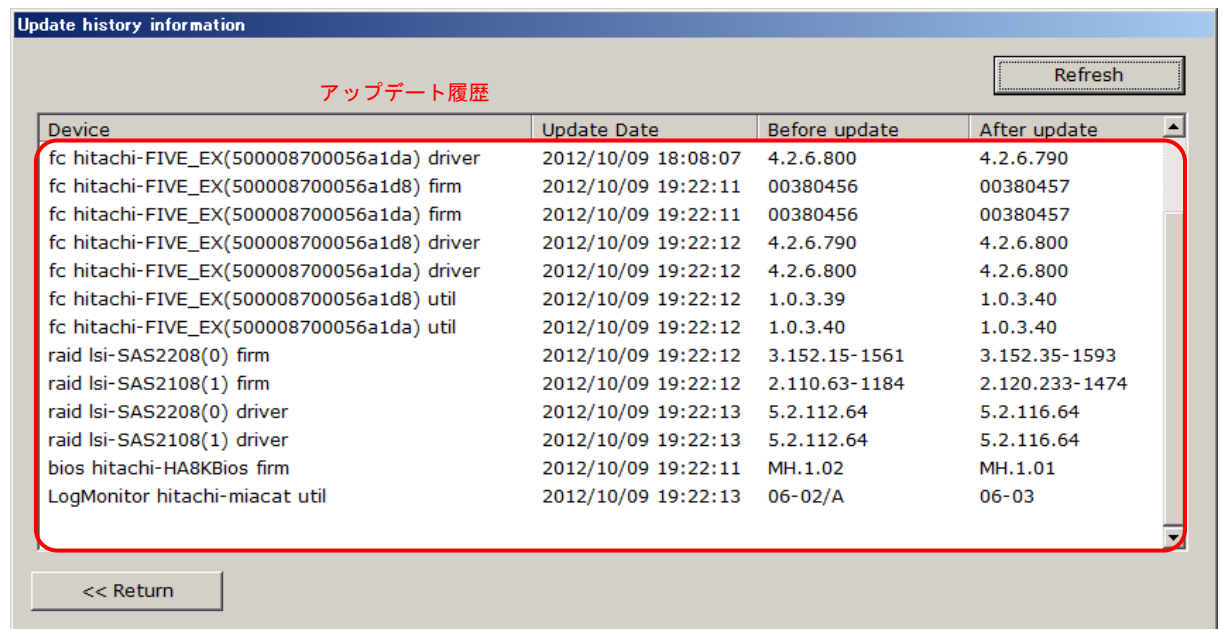 Update history information
Refresh
アップデート履歴
Device Update Date Before update After update
fc hitachi-FIVE_EX(500008700056a1da) driver 2012/10/09 18:08:07 4.2.6.800 4.2.6.790
fc hitachi-FIVE_EX(500008700056a1d8) firm 2012/10/09 19:22:11 00380456 00380457
fc hitachi-FIVE_EX(500008700056a1da) firm 2012/10/09 19:22:11 00380456 00380457
fc hitachi-FIVE_EX(500008700056a1d8) driver 2012/10/09 19:22:12 4.2.6.790 4.2.6.800
fc hitachi-FIVE_EX(500008700056a1da) driver 2012/10/09 19:22:12 4.2.6.800 4.2.6.800
fc hitachi-FIVE_EX(500008700056a1d8) util 2012/10/09 19:22:12 1.0.3.39 1.0.3.40
fc hitachi-FIVE_EX(500008700056a1da) util 2012/10/09 19:22:12 1.0.3.40 1.0.3.40
raid lsi-SAS2208(0) firm 2012/10/09 19:22:12 3.152.15-1561 3.152.35-1593
raid lsi-SAS2108(1) firm 2012/10/09 19:22:12 2.110.63-1184 2.120.233-1474
raid lsi-SAS2208(0) driver 2012/10/09 19:22:13 5.2.112.64 5.2.116.64
raid lsi-SAS2108(1) driver 2012/10/09 19:22:13 5.2.112.64 5.2.116.64
bios hitachi-HA8KBios firm 2012/10/09 19:22:11 MH.1.02 MH.1.01
LogMonitor hitachi-miacat util 2012/10/09 19:22:13 06-02/A 06-03
<< Return